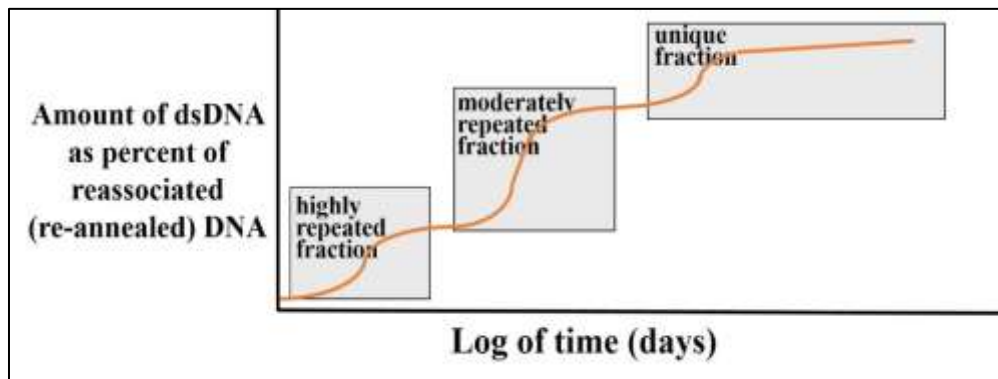 Amount of dsDNA
as percent of
reassociated
(re-annealed) DNA
highly
repeated
fraction
moderately
repeated
fraction
unique
fraction
Log of time (days)